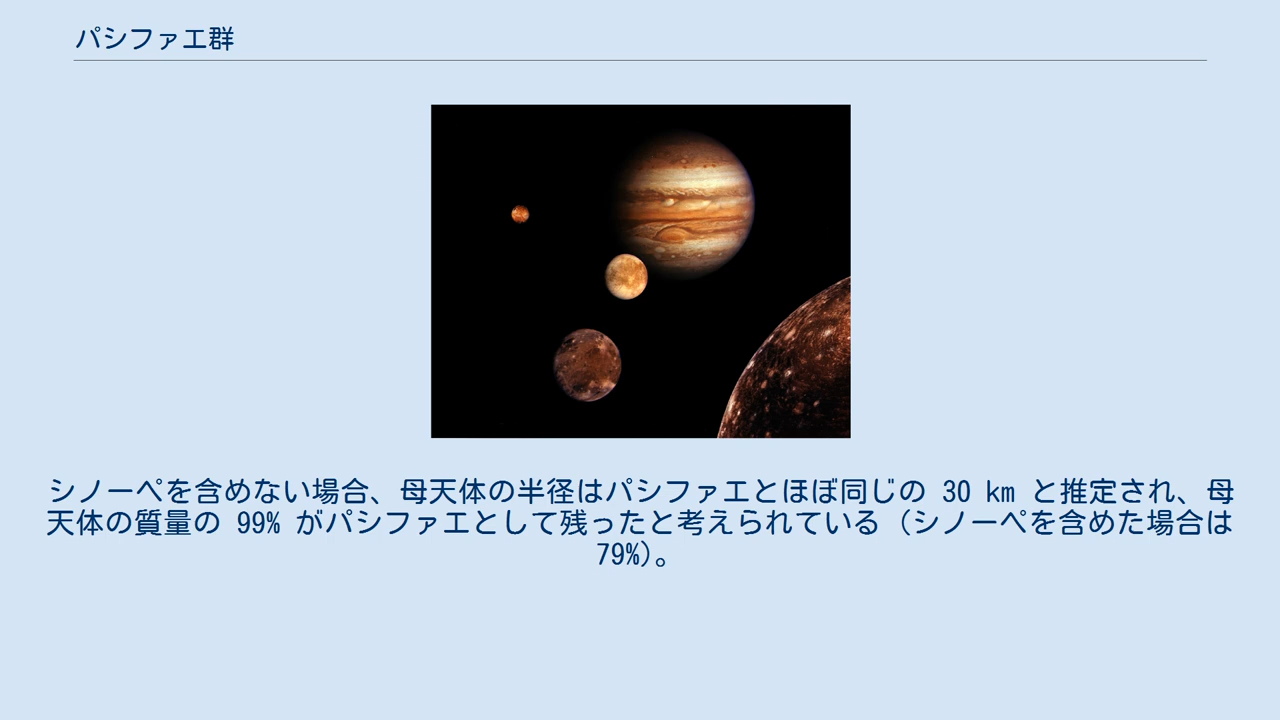 パシファエ群
シノーペを含めない場合、母天体の半径はパシファエとほぼ同じの 30 km と推定され、母
天体の質量の 99% がパシファエとして残ったと考えられている（シノーペを含めた場合は
79%）。